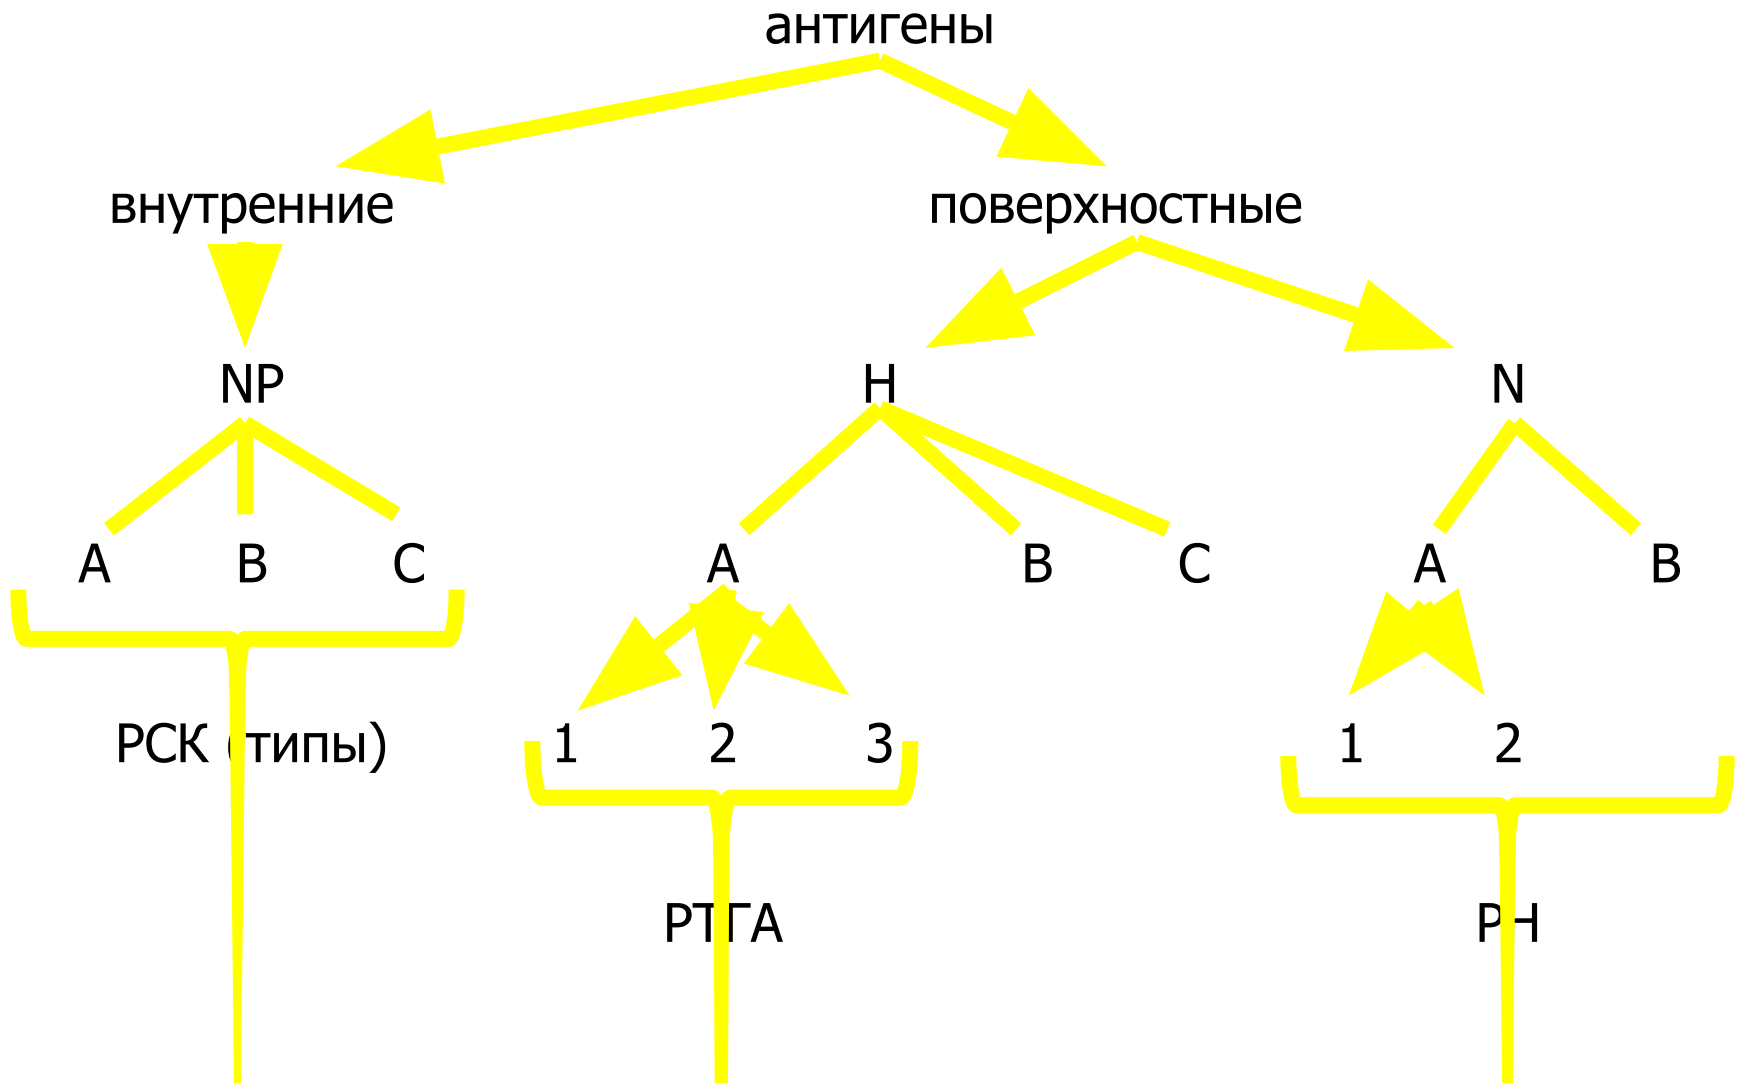 антигены
внутренние поверхностные
NP H N
A B C A B C A B
РСК (типы) 1 2 3 1 2
РТГА РН